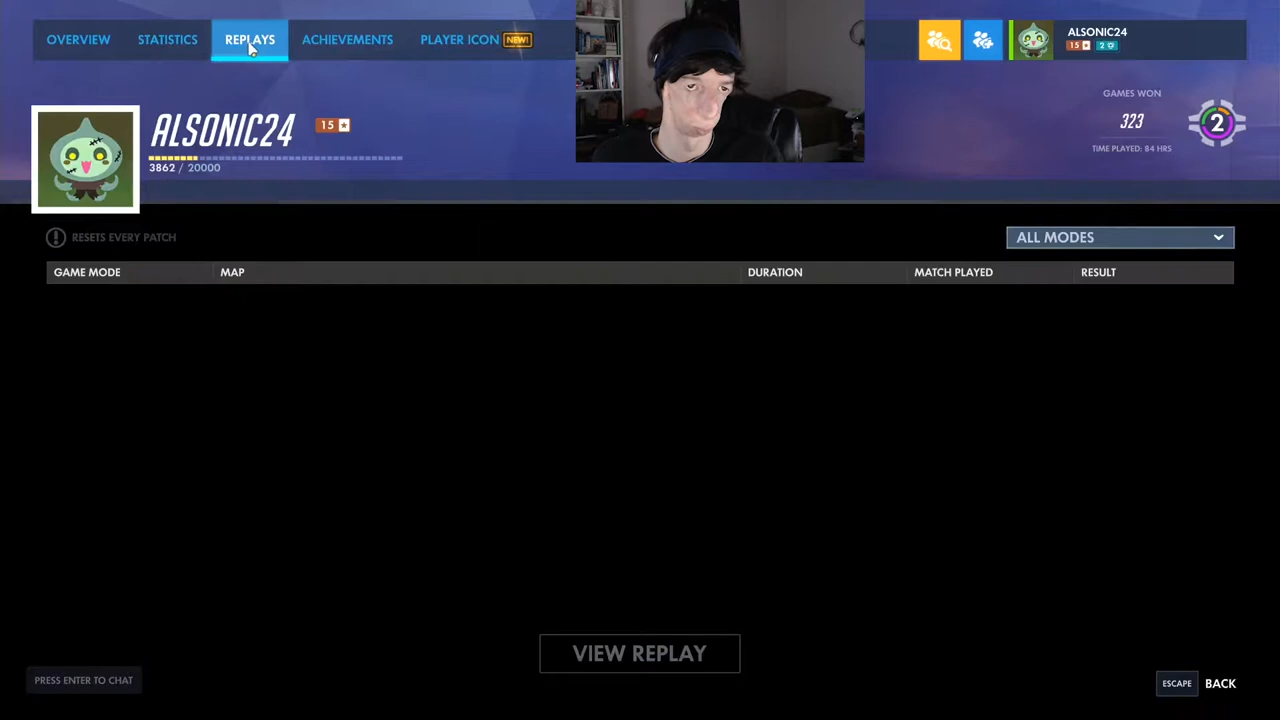 OVERVIEW
STATISTICS
REPLAYS
ACHIEVEMENTS
PLAYER ICON NEW!
ALSONIC24
15 2
ALSONIC24 15
3862 / 20000
GAMES WON
323
2
TIME PLAYED: 84 HRS
RESETS EVERY PATCH
ALL MODES
GAME MODE MAP DURATION MATCH PLAYED RESULT
VIEW REPLAY
PRESS ENTER TO CHAT
ESCAPE BACK